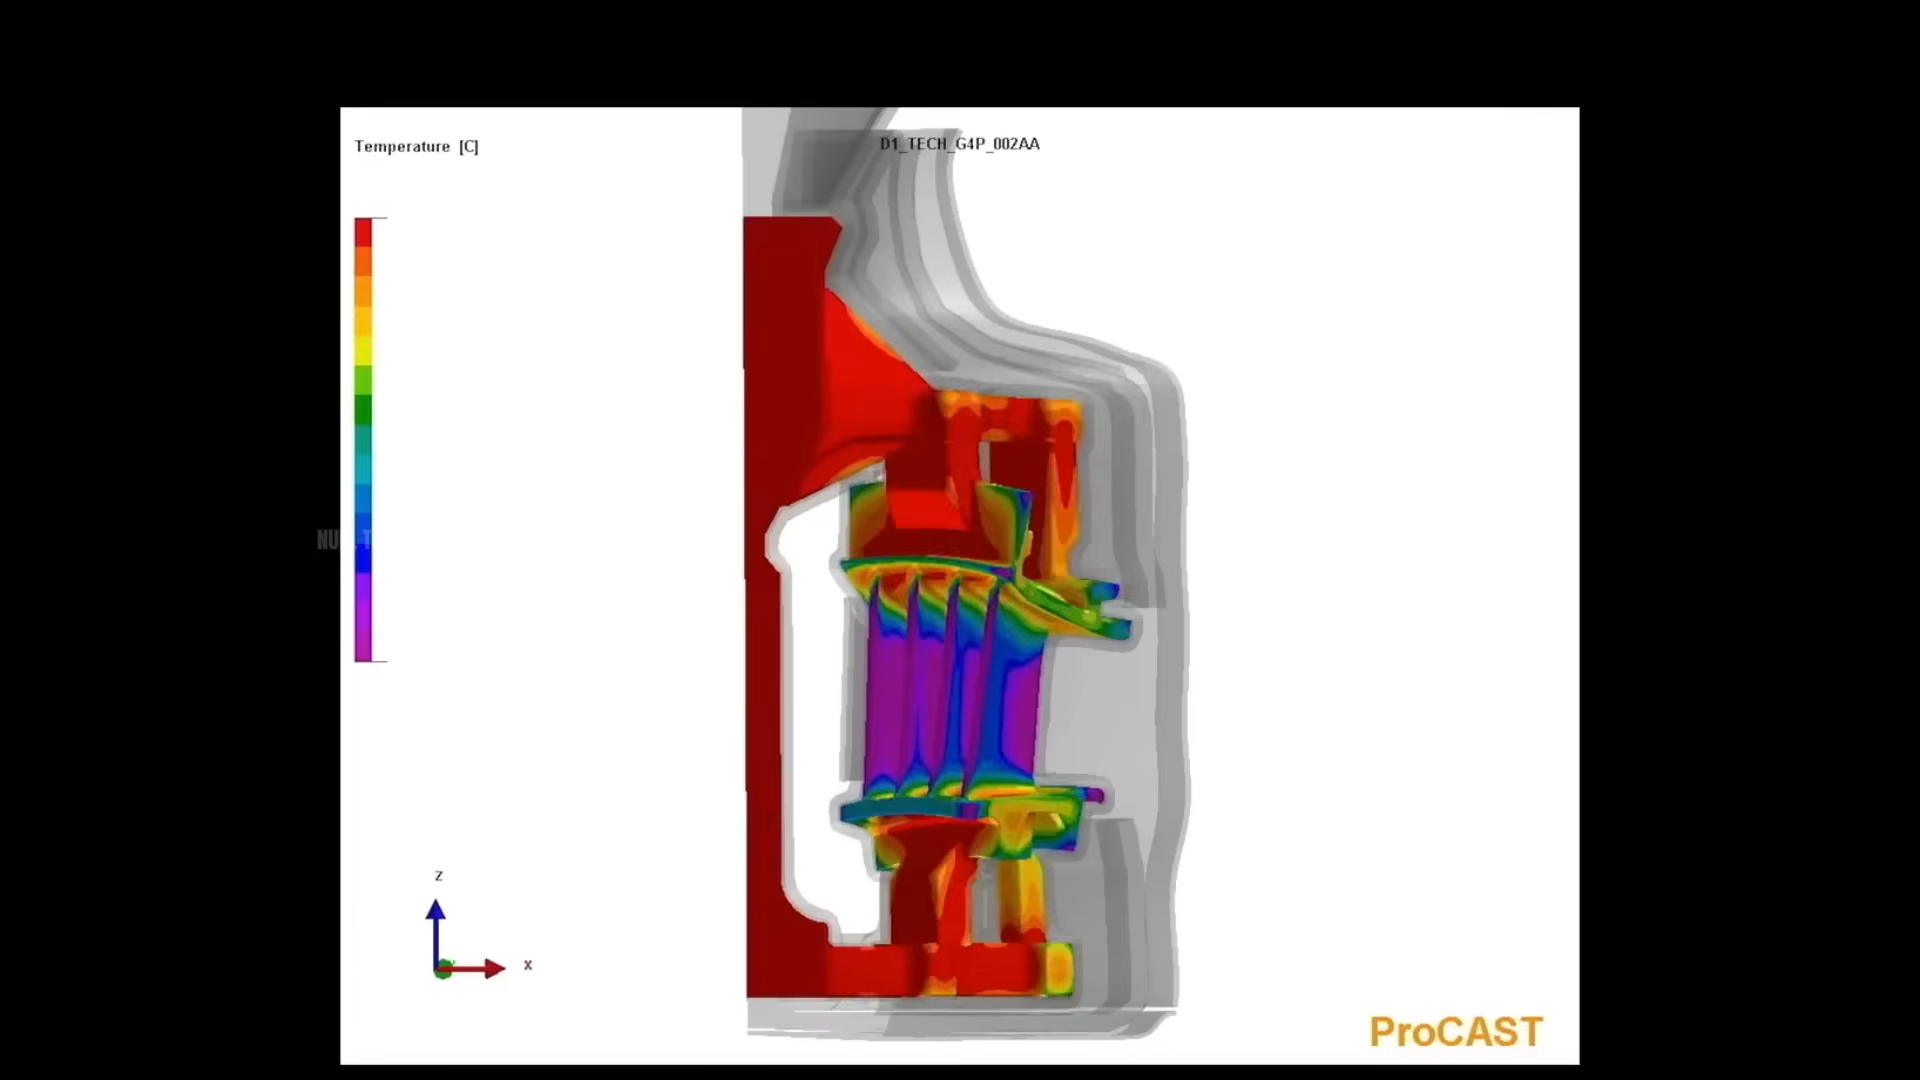 Temperature [C]
D1_TECH_G4P_002AA
Z
X
ProCAST